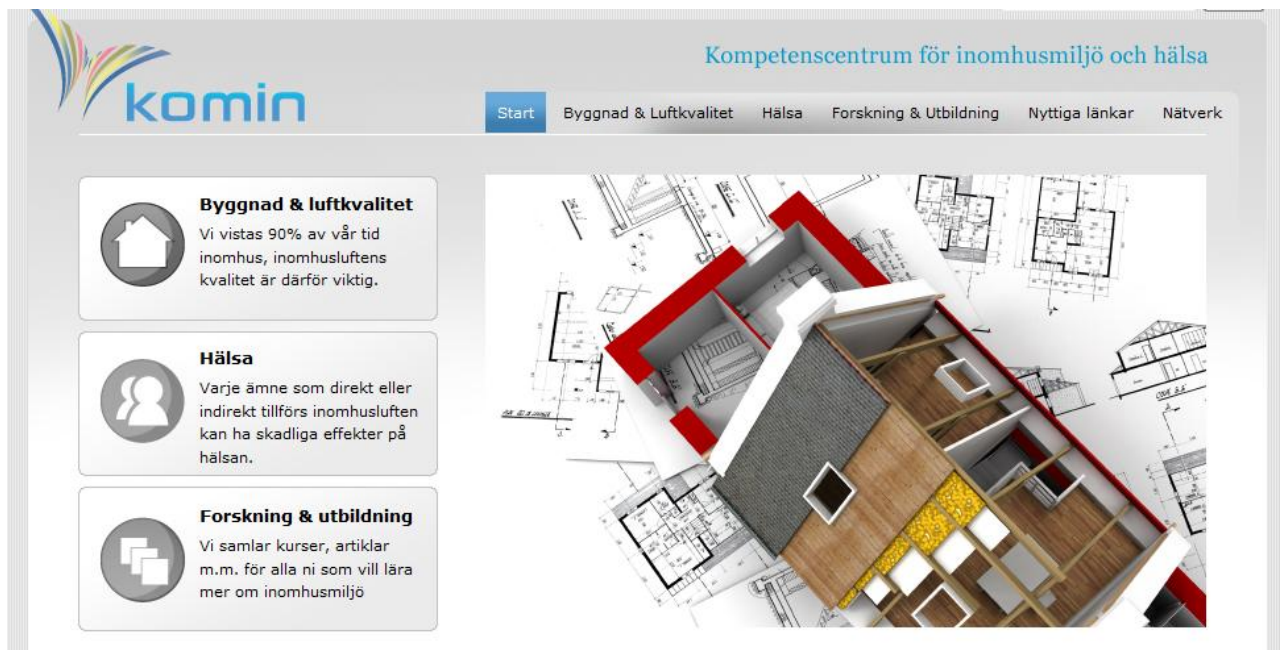 Kompetenscentrum för inomhusmiljö och hälsa
komin
Start Byggnad & Luftkvalitet Hälsa Forskning & Utbildning Nyttiga länkar Nätverk
Byggnad & luftkvalitet
Vi vistas 90% av vår tid
inomhus, inomhusluftens
kvalitet är därför viktig.
Hälsa
Varje ämne som direkt eller
indirekt tillförs inomhusluften
kan ha skadliga effekter på
hälsan.
Forskning & utbildning
Vi samlar kurser, artiklar
m.m. för alla ni som vill lära
mer om inomhusmiljö